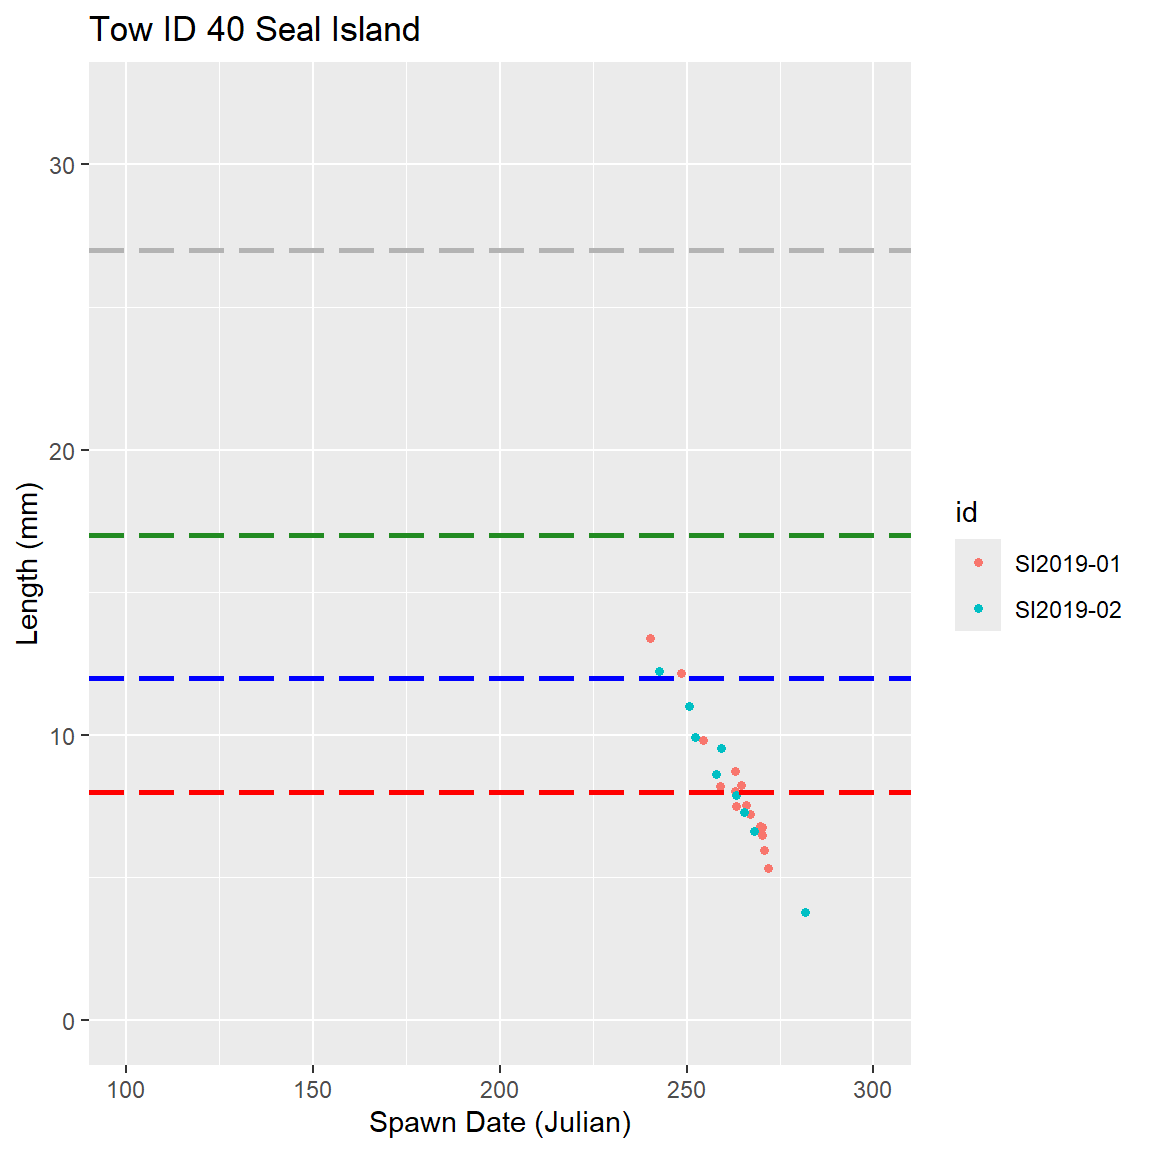 Tow ID 40 Seal Island
30
20
10
0
Length (mm)
100 150 200 250 300
Spawn Date (Julian)
id
SI2019-01
SI2019-02